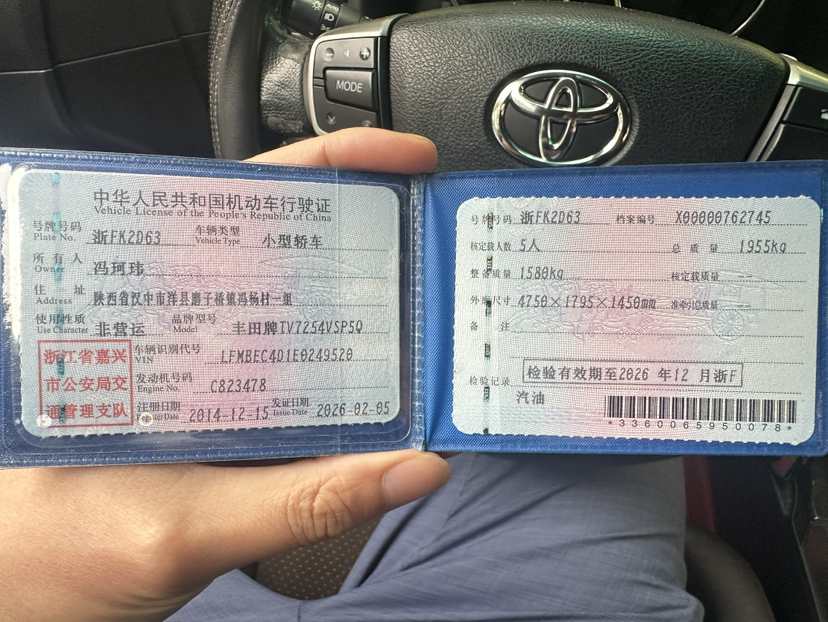 AUTO
MODE
中华人民共和国机动车行驶证
Vehicle License of the People's Republic of China
号牌号码 浙FK2D63 车辆类型 小型轿车
Plate No. Vehicle Type
所有人 冯珂玮
Owner
住址 陕西省汉中市洋县磨子桥镇冯杨村一组
Address
使用性质 非营运 品牌型号 丰田牌TV7254VSP5Q
Use Character Model
浙江省嘉兴
市公安局交
通管理支队
车辆识别代号 LFMBEC4D1E0249520
VIN
发动机号码 C823478
Engine No.
注册日期 2014-12-15 发证日期 2026-02-05
Register Date Issue Date
号牌号码 浙FK2D63 档案编号 X00000762745
核定载人数 5人 总质量 1955kg
整备质量 1580kg 核定载质量 --
外廓尺寸 4750×1795×1450mm 准牵引总质量 --
备注
检验有效期至2026 年12 月浙F
检验记录
汽油
*3360065950078*